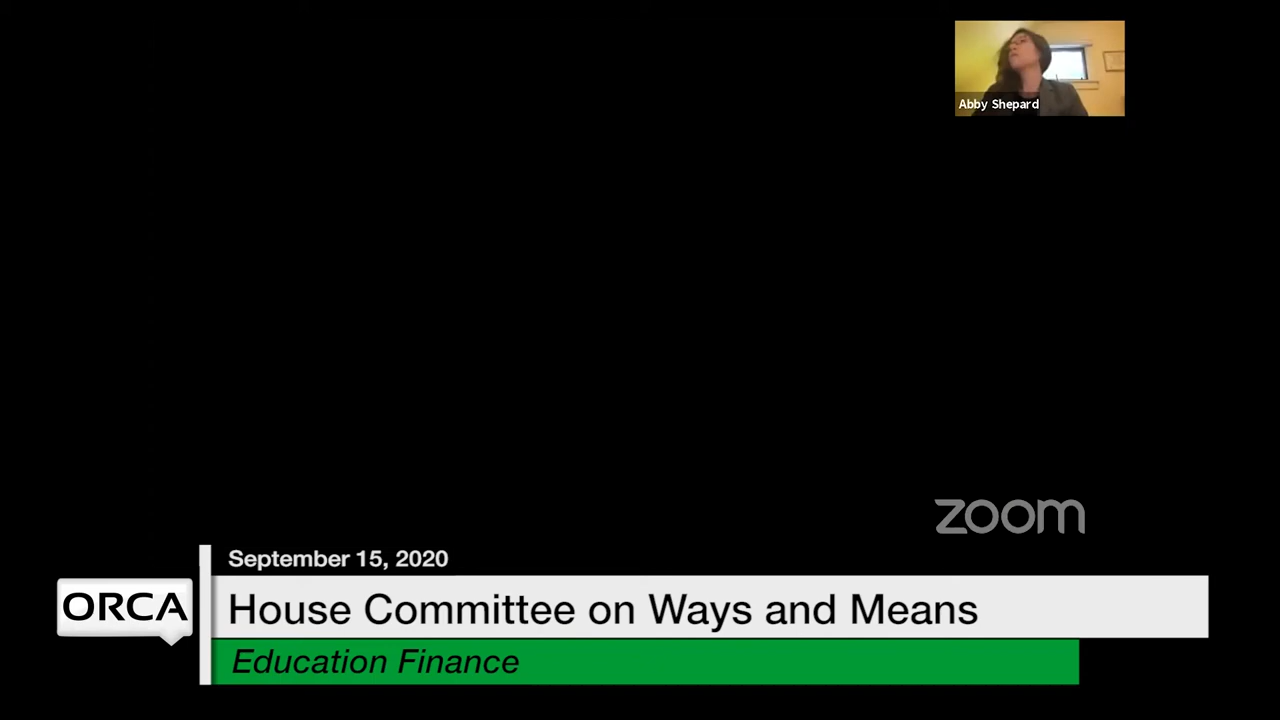 Abby Shepard
zoom
September 15, 2020
ORCA
House Committee on Ways and Means
Education Finance